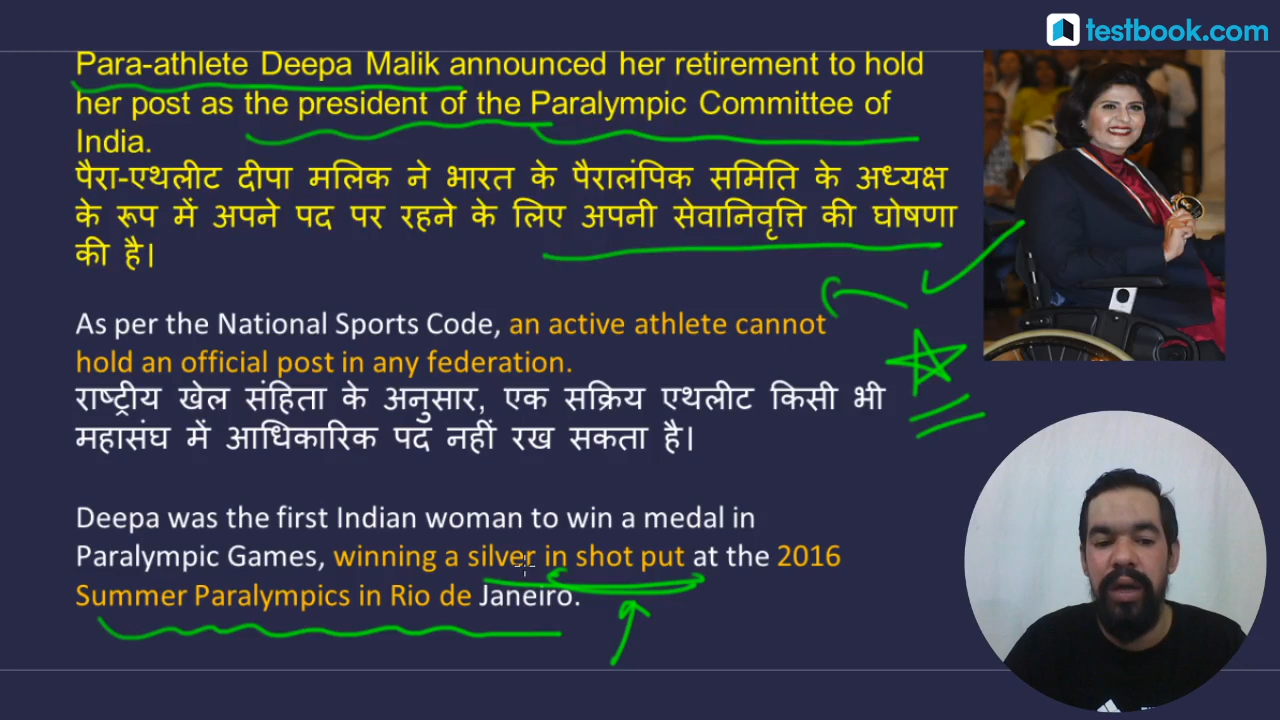 testbook.com
Para-athlete Deepa Malik announced her retirement to hold
her post as the president of the Paralympic Committee of
India.
पैरा-एथलीट दीपा मलिक ने भारत के पैरालंपिक समिति के अध्यक्ष
के रूप में अपने पद पर रहने के लिए अपनी सेवानिवृत्ति की घोषणा
की है।
As per the National Sports Code, an active athlete cannot
hold an official post in any federation.
राष्ट्रीय खेल संहिता के अनुसार, एक सक्रिय एथलीट किसी भी
महासंघ में आधिकारिक पद नहीं रख सकता है।
Deepa was the first Indian woman to win a medal in
Paralympic Games, winning a silver in shot put at the 2016
Summer Paralympics in Rio de Janeiro.